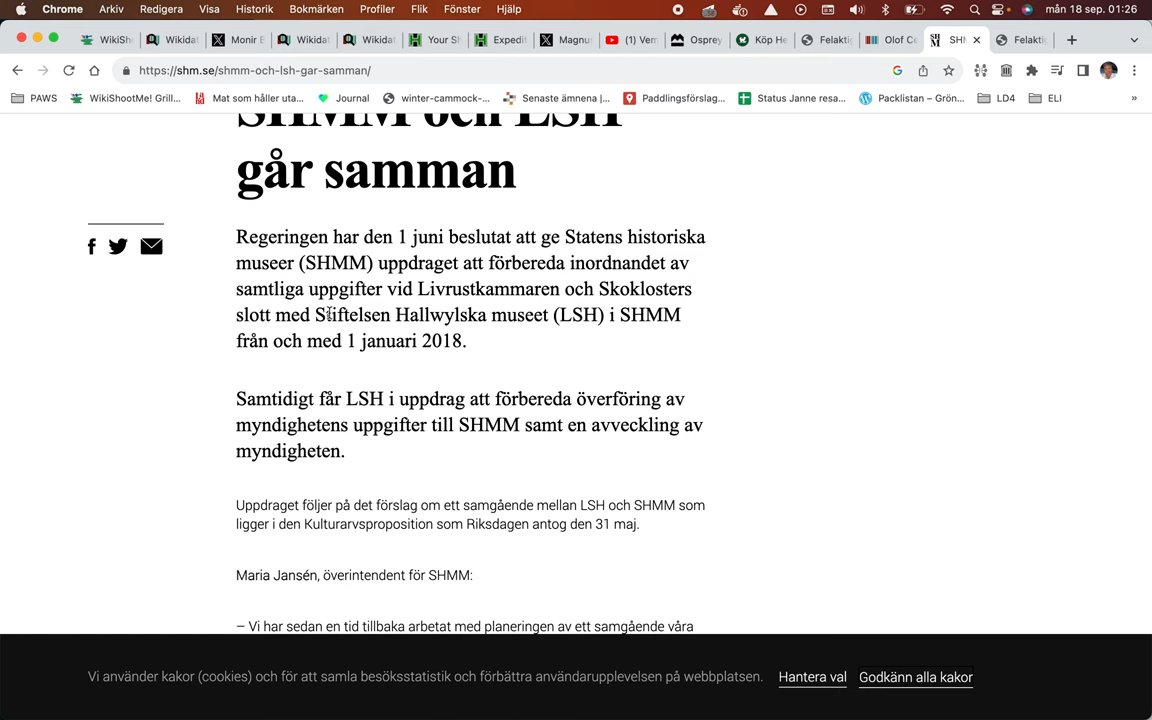 Chrome Arkiv Redigera Visa Historik Bokmärken Profiler Flik Fönster Hjälp mån 18 sep. 01:26
WikiSh Wikidat Monir E Wikidat Wikidat Your Sh Expedit Magnus (1) Vem Osprey Köp He Felakti Olof Co SHM Felakti
https://shm.se/shmm-och-lsh-gar-samman/
PAWS WikiShootMe! Grill... Mat som håller uta... Journal winter-cammock-... Senaste ämnena |... Paddlingsförslag... Status Janne resa... Packlistan – Grön... LD4 ELI »
SHMM och LSH
går samman
Regeringen har den 1 juni beslutat att ge Statens historiska
museer (SHMM) uppdraget att förbereda inordnandet av
samtliga uppgifter vid Livrustkammaren och Skoklosters
slott med Stiftelsen Hallwylska museet (LSH) i SHMM
från och med 1 januari 2018.
Samtidigt får LSH i uppdrag att förbereda överföring av
myndighetens uppgifter till SHMM samt en avveckling av
myndigheten.
Uppdraget följer på det förslag om ett samgående mellan LSH och SHMM som
ligger i den Kulturarvsproposition som Riksdagen antog den 31 maj.
Maria Jansén, överintendent för SHMM:
– Vi har sedan en tid tillbaka arbetat med planeringen av ett samgående våra
Vi använder kakor (cookies) och för att samla besöksstatistik och förbättra användarupplevelsen på webbplatsen. Hantera val Godkänn alla kakor